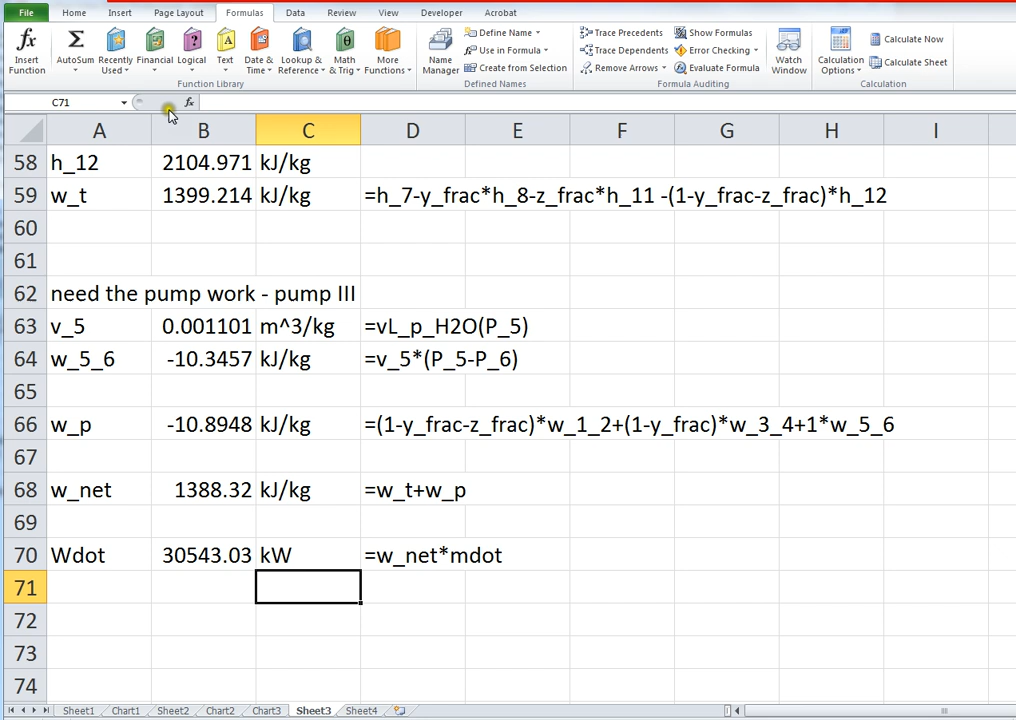 File Home Insert Page Layout Formulas Data Review View Developer Acrobat
fx Σ A θ
Insert Function AutoSum Recently Used Financial Logical Text Date & Time Lookup & Reference Math & Trig More Functions
Function Library
Name Manager
Define Name
Use in Formula
Create from Selection
Defined Names
Trace Precedents Show Formulas
Trace Dependents Error Checking
Remove Arrows Evaluate Formula
Formula Auditing
Watch Window
Calculation Options
Calculate Now
Calculate Sheet
Calculation
C71 fx
A B C D E F G H I
58 h_12 2104.971 kJ/kg
59 w_t 1399.214 kJ/kg =h_7-y_frac*h_8-z_frac*h_11 -(1-y_frac-z_frac)*h_12
60
61
62 need the pump work - pump III
63 v_5 0.001101 m^3/kg =vL_p_H2O(P_5)
64 w_5_6 -10.3457 kJ/kg =v_5*(P_5-P_6)
65
66 w_p -10.8948 kJ/kg =(1-y_frac-z_frac)*w_1_2+(1-y_frac)*w_3_4+1*w_5_6
67
68 w_net 1388.32 kJ/kg =w_t+w_p
69
70 Wdot 30543.03 kW =w_net*mdot
71
72
73
74
Sheet1 Chart1 Sheet2 Chart2 Chart3 Sheet3 Sheet4